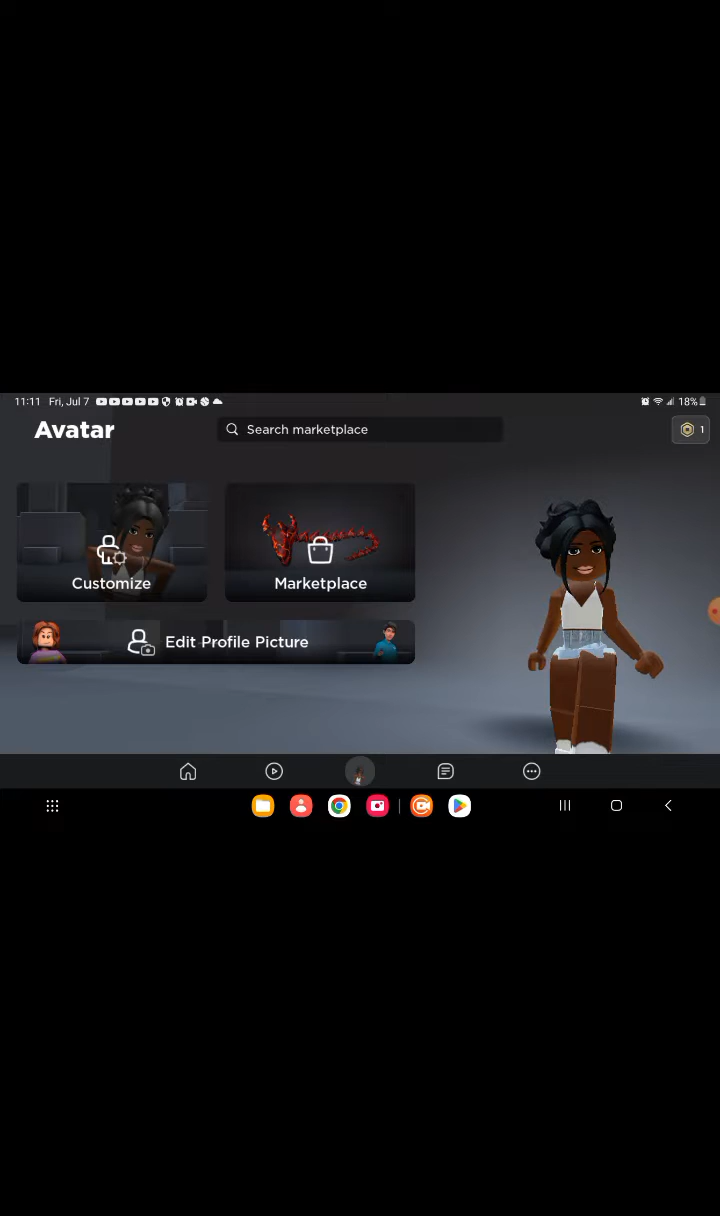 11:11 Fri, Jul 7 18%
Avatar
Search marketplace
1
Customize
Marketplace
Edit Profile Picture